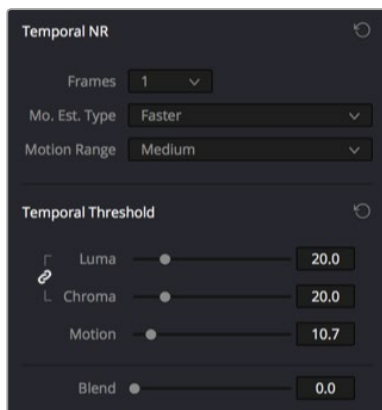 Temporal NR
Frames 1
Mo. Est. Type Faster
Motion Range Medium
Temporal Threshold
Luma 20.0
Chroma 20.0
Motion 10.7
Blend 0.0